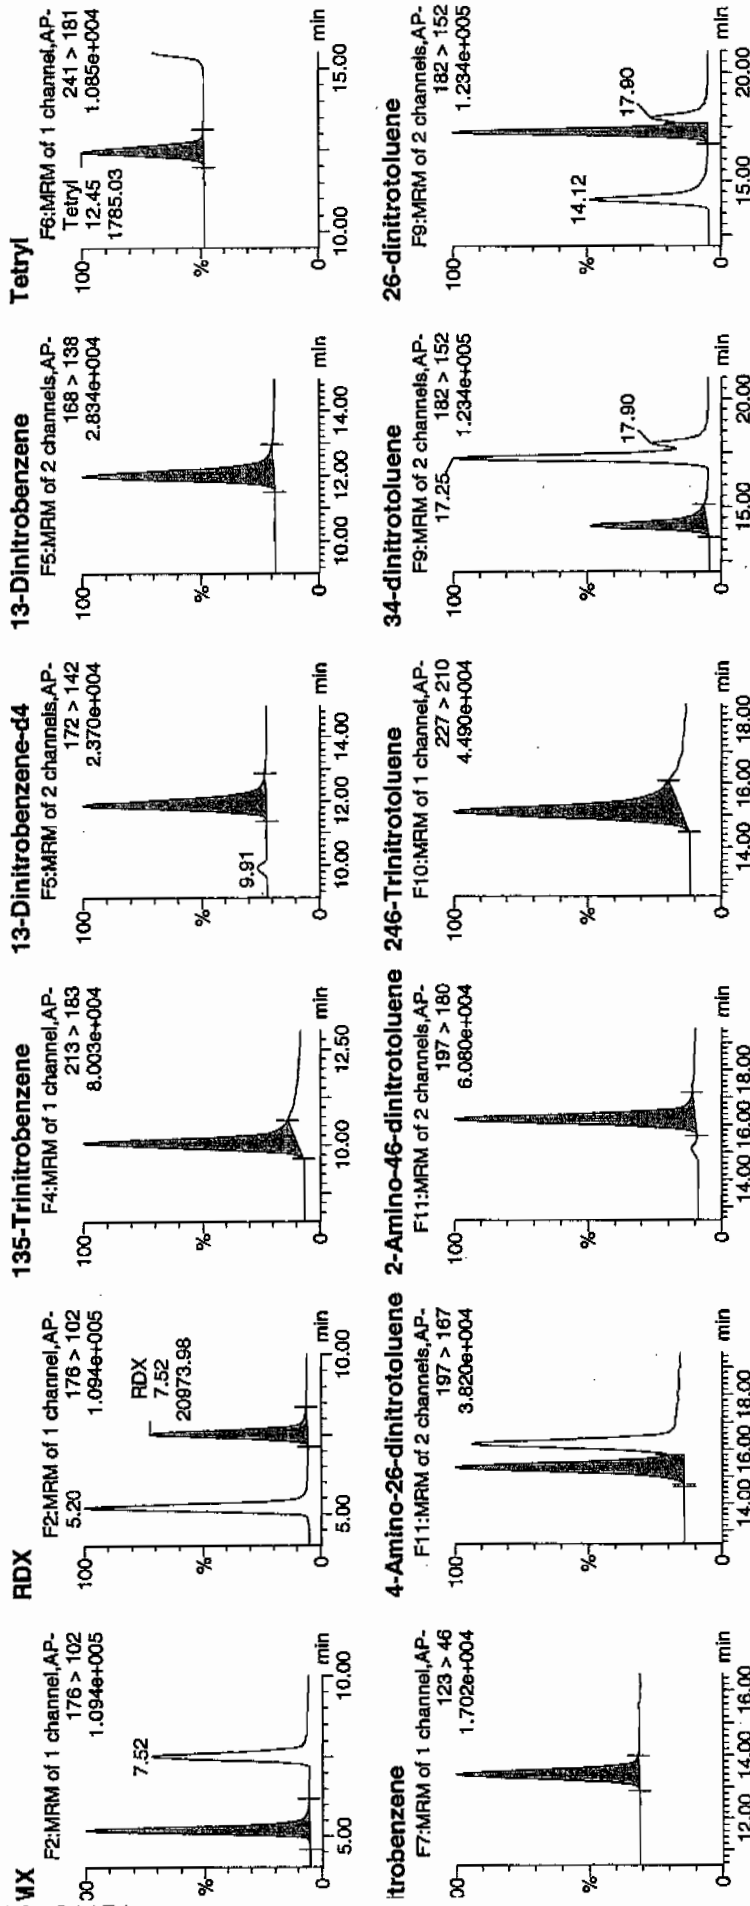 MX
F2:MRM of 1 channel,AP-
176 > 102
1.094e+005
7.52
%
0
5.00
10.00
min
RDX
F2:MRM of 1 channel,AP-
176 > 102
1.094e+005
5.20
RDX
7.52
20973.98
100
%
0
5.00
10.00
min
135-Trinitrobenzene
F4:MRM of 1 channel,AP-
213 > 183
8.003e+004
100
%
0
10.00
12.50
min
13-Dinitrobenzene-d4
F5:MRM of 2 channels,AP-
172 > 142
2.370e+004
9.91
100
%
0
10.00
12.00
14.00
min
13-Dinitrobenzene
F5:MRM of 2 channels,AP-
168 > 138
2.834e+004
100
%
0
10.00
12.00
14.00
min
Tetryl
F6:MRM of 1 channel,AP-
241 > 181
1.085e+004
Tetryl
12.45
1785.03
100
%
0
10.00
15.00
min
itrobenzene
F7:MRM of 1 channel,AP-
123 > 46
1.702e+004
%
0
12.00
14.00
16.00
min
4-Amino-26-dinitrotoluene
F11:MRM of 2 channels,AP-
197 > 167
3.820e+004
100
%
0
14.00
16.00
18.00
min
2-Amino-46-dinitrotoluene
F11:MRM of 2 channels,AP-
197 > 180
6.080e+004
100
%
0
14.00
16.00
18.00
min
246-Trinitrotoluene
F10:MRM of 1 channel,AP-
227 > 210
4.490e+004
100
%
0
14.00
16.00
18.00
min
34-dinitrotoluene
F9:MRM of 2 channels,AP-
182 > 152
1.234e+005
17.25
17.90
100
%
0
15.00
20.00
min
26-dinitrotoluene
F9:MRM of 2 channels,AP-
182 > 152
1.234e+005
14.12
17.90
100
%
0
15.00
20.00
min